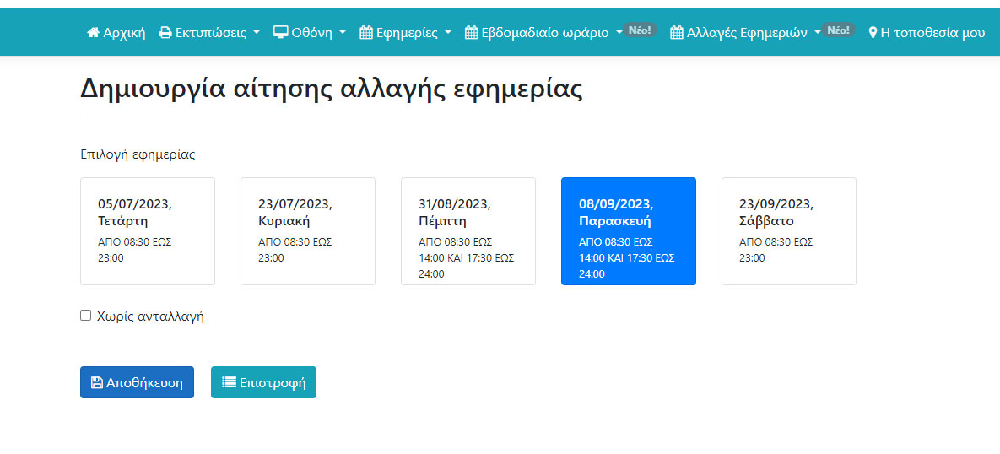 Αρχική Εκτυπώσεις Οθόνη Εφημερίες Εβδομαδιαίο ωράριο Νέο! Αλλαγές Εφημεριών Νέο! Η τοποθεσία μου
Δημιουργία αίτησης αλλαγής εφημερίας
Επιλογή εφημερίας
05/07/2023,
Τετάρτη
ΑΠΟ 08:30 ΕΩΣ
23:00
23/07/2023,
Κυριακή
ΑΠΟ 08:30 ΕΩΣ
23:00
31/08/2023,
Πέμπτη
ΑΠΟ 08:30 ΕΩΣ
14:00 ΚΑΙ 17:30 ΕΩΣ
24:00
08/09/2023,
Παρασκευή
ΑΠΟ 08:30 ΕΩΣ
14:00 ΚΑΙ 17:30 ΕΩΣ
24:00
23/09/2023,
Σάββατο
ΑΠΟ 08:30 ΕΩΣ
23:00
Χωρίς ανταλλαγή
Αποθήκευση Επιστροφή